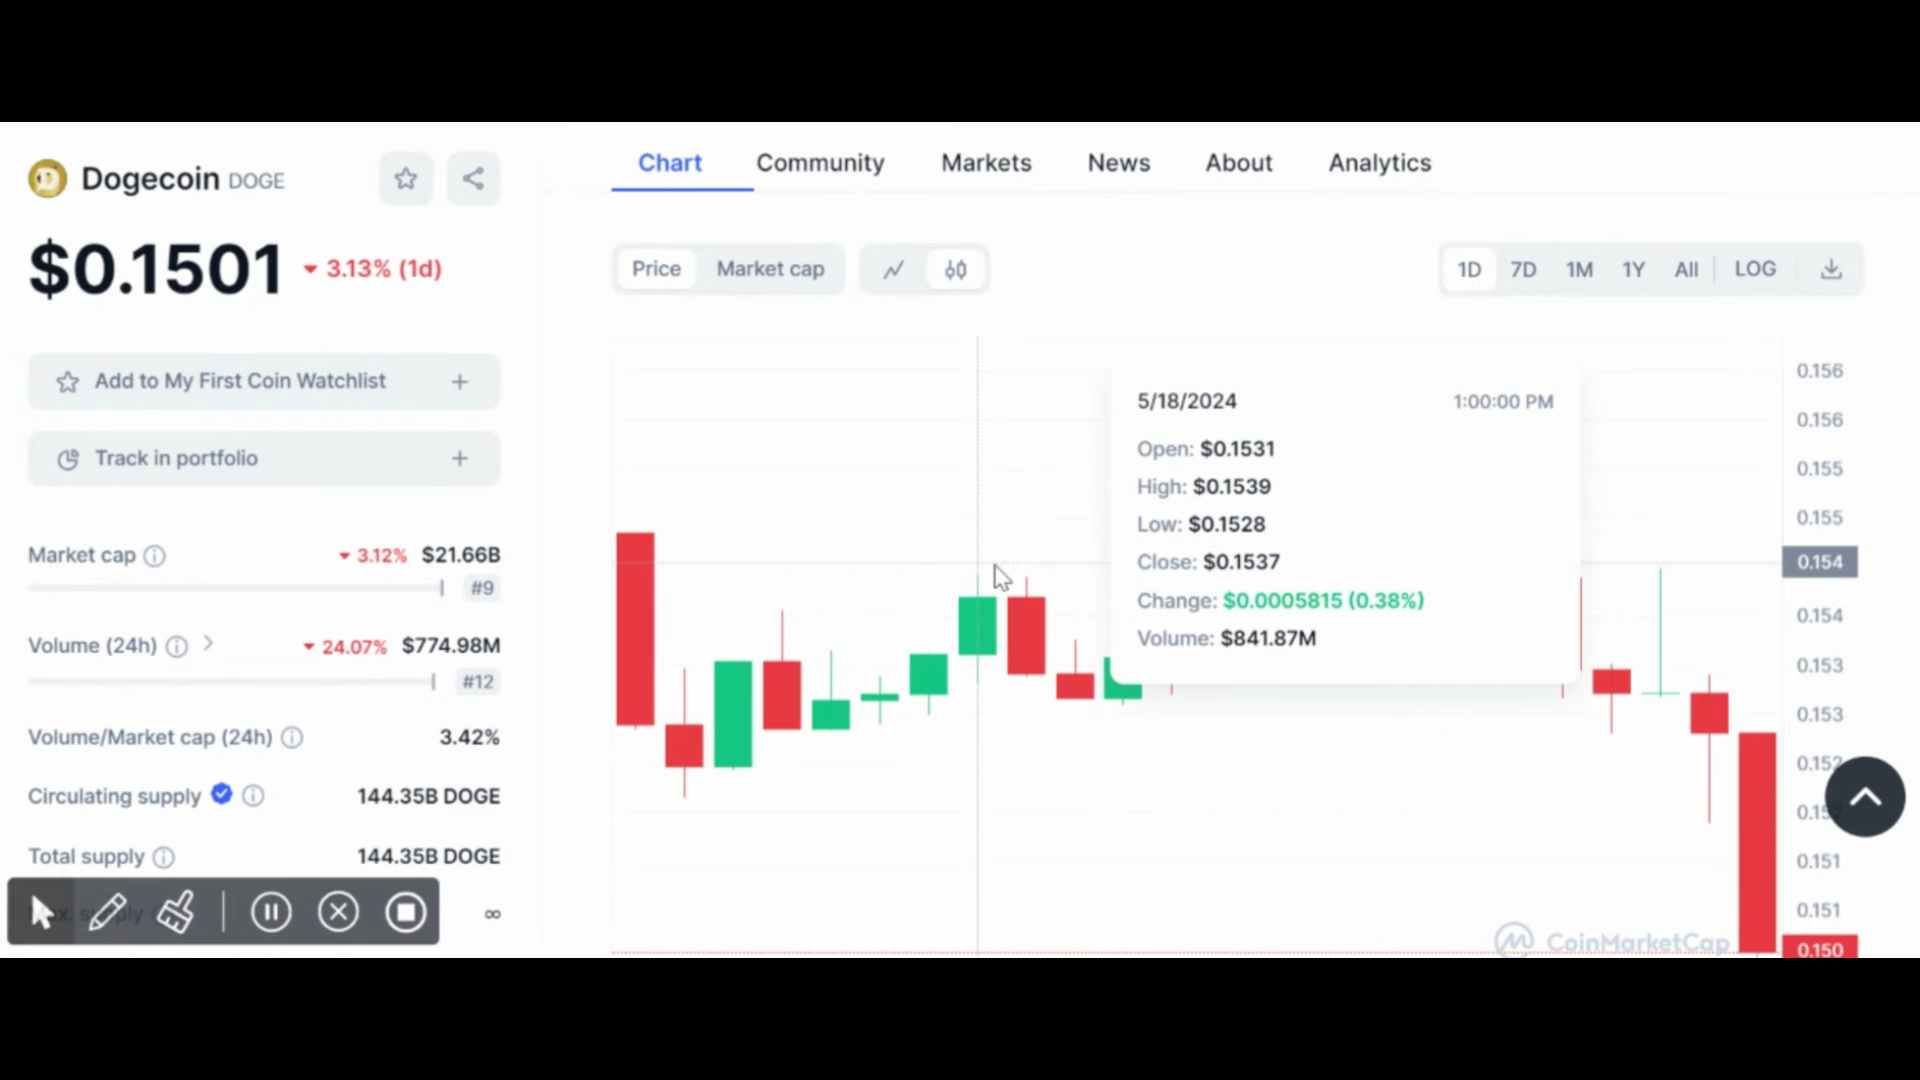 Dogecoin DOGE
$0.1501 3.13% (1d)
Add to My First Coin Watchlist +
Track in portfolio +
Market cap 3.12% $21.66B
#9
Volume (24h) 24.07% $774.98M
#12
Volume/Market cap (24h) 3.42%
Circulating supply 144.35B DOGE
Total supply 144.35B DOGE
supply ∞
Chart Community Markets News About Analytics
Price Market cap
1D 7D 1M 1Y All LOG
5/18/2024 1:00:00 PM
Open: $0.1531
High: $0.1539
Low: $0.1528
Close: $0.1537
Change: $0.0005815 (0.38%)
Volume: $841.87M
0.156
0.156
0.155
0.155
0.154
0.154
0.153
0.153
0.152
0.151
0.151
0.150
CoinMarketCap